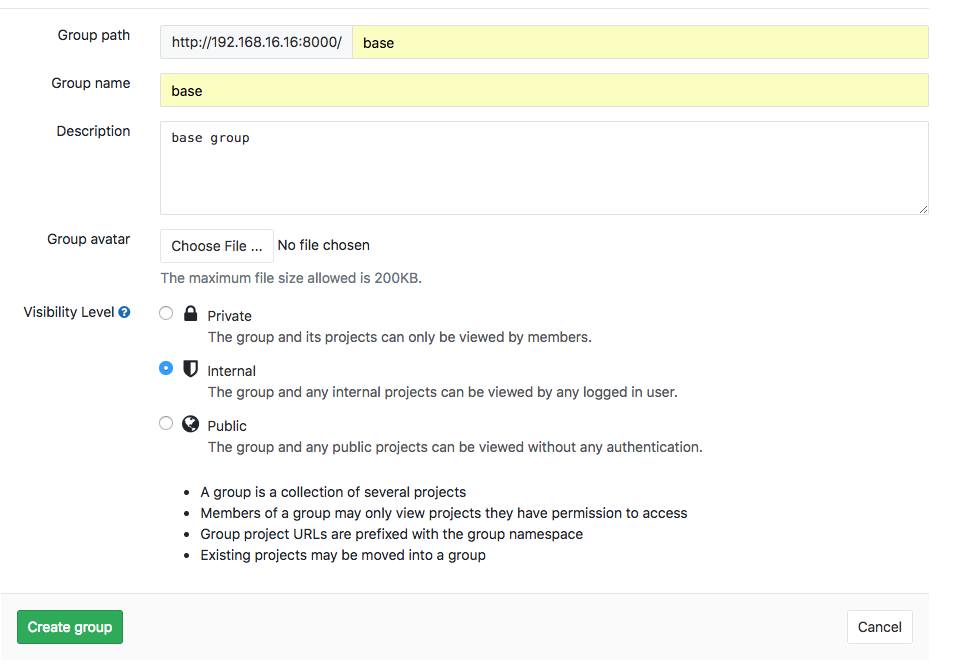 Group path
http://192.168.16.16:8000/ base
Group name
base
Description
base group
Group avatar
Choose File ... No file chosen
The maximum file size allowed is 200KB.
Visibility Level ?
Private
The group and its projects can only be viewed by members.
Internal
The group and any internal projects can be viewed by any logged in user.
Public
The group and any public projects can be viewed without any authentication.
• A group is a collection of several projects
• Members of a group may only view projects they have permission to access
• Group project URLs are prefixed with the group namespace
• Existing projects may be moved into a group
Create group
Cancel